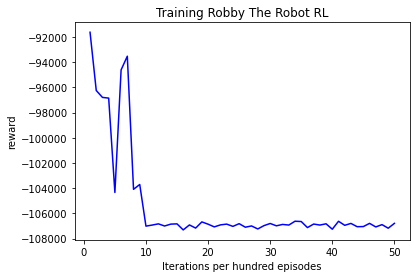 Training Robby The Robot RL
−92000
−94000
−96000
−98000
−100000
−102000
−104000
−106000
−108000
reward
0 10 20 30 40 50
Iterations per hundred episodes